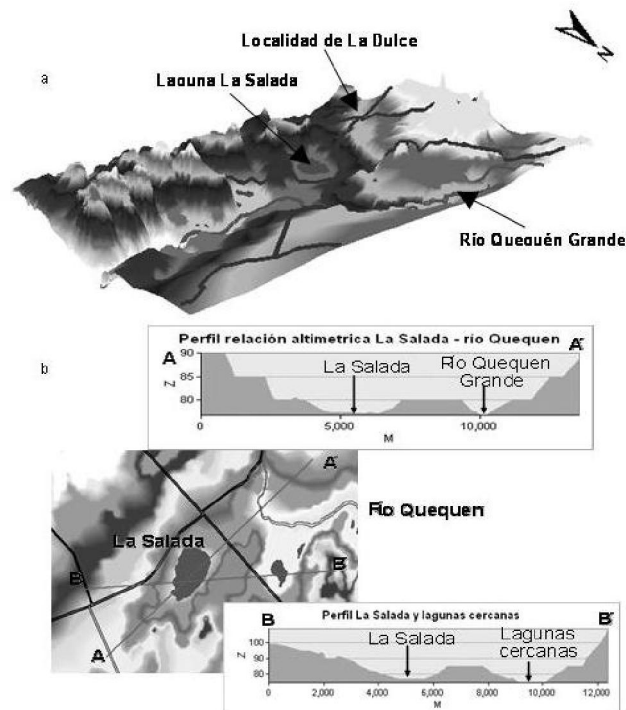 Localidad de La Dulce
a
Laguna La Salada
N
Río Quequén Grande
Perfil relación altimetrica La Salada - río Quequen
b
A
A'
90
85
80
Z
La Salada
Río Quequen
Grande
0
5,000
10,000
M
A'
Río Quequen
La Salada
B
B'
A
Perfil La Salada y lagunas cercanas
B
B'
100
90
80
Z
La Salada
Lagunas
cercanas
0
2,000
4,000
6,000
8,000
10,000
12,000
M